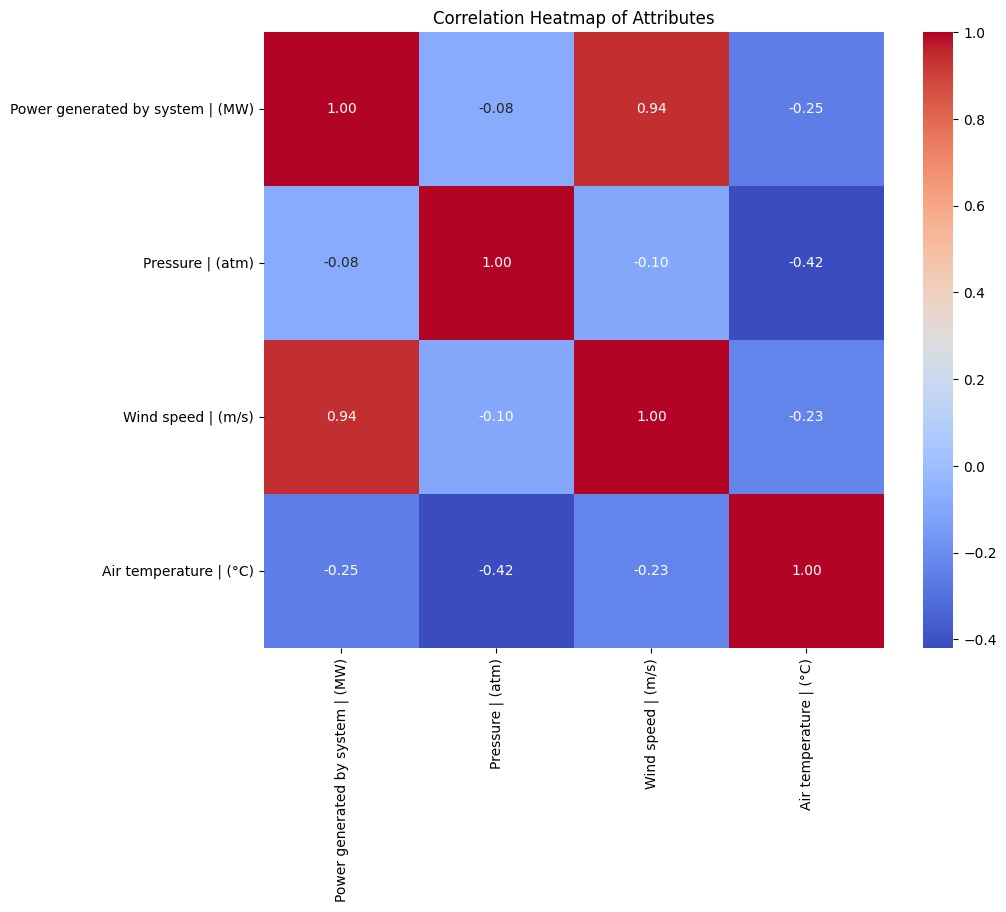 Correlation Heatmap of Attributes
Power generated by system | (MW)
1.00
-0.08
0.94
-0.25
Pressure | (atm)
-0.08
1.00
-0.10
-0.42
Wind speed | (m/s)
0.94
-0.10
1.00
-0.23
Air temperature | (°C)
-0.25
-0.42
-0.23
1.00
Power generated by system | (MW)
Pressure | (atm)
Wind speed | (m/s)
Air temperature | (°C)
1.0
0.8
0.6
0.4
0.2
0.0
−0.2
−0.4